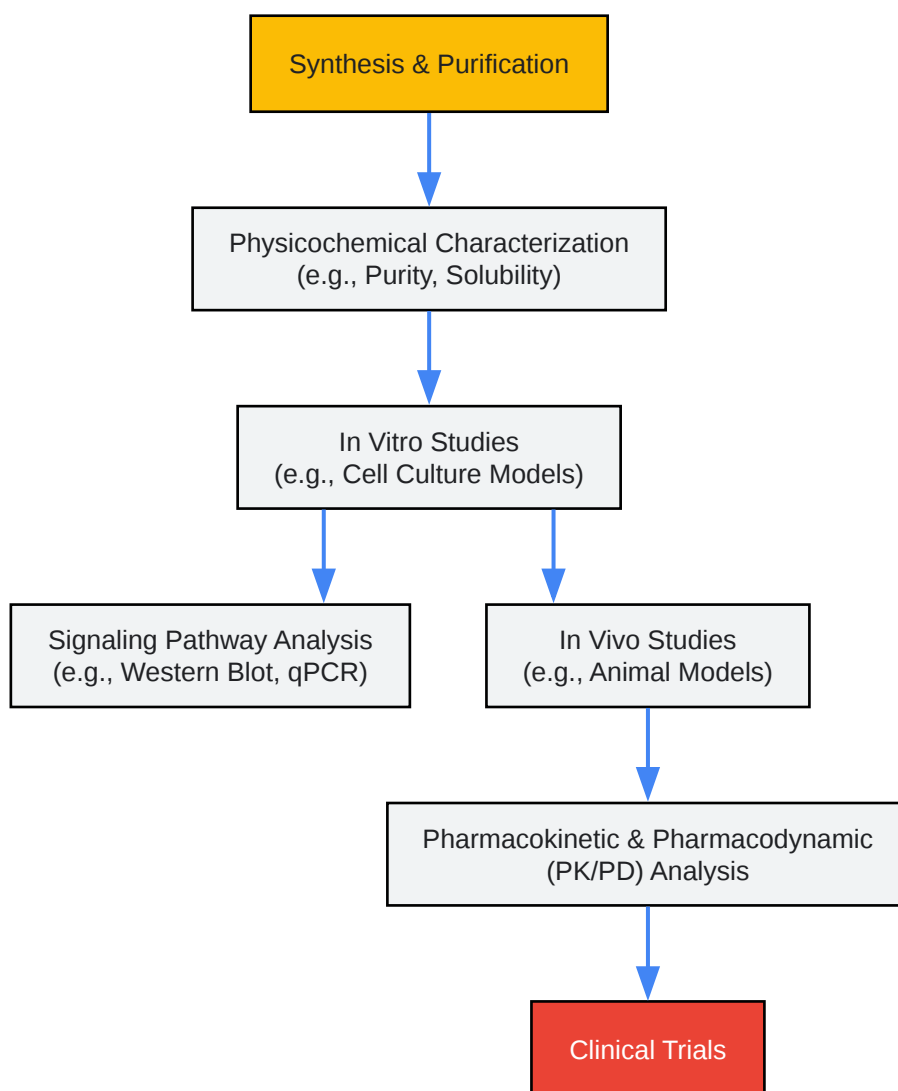 Synthesis & Purification
Physicochemical Characterization
(e.g., Purity, Solubility)
In Vitro Studies
(e.g., Cell Culture Models)
Signaling Pathway Analysis
(e.g., Western Blot, qPCR)
In Vivo Studies
(e.g., Animal Models)
Pharmacokinetic & Pharmacodynamic
(PK/PD) Analysis
Clinical Trials